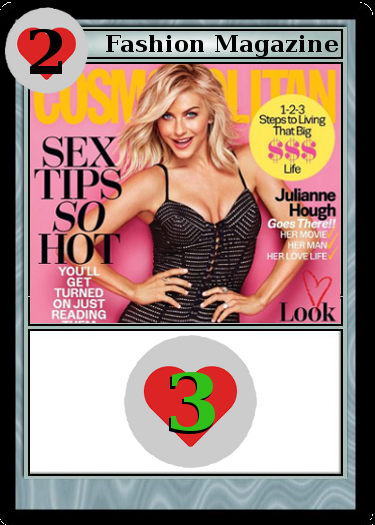 2
Fashion Magazine
COSMOPOLITAN
1-2-3
Steps to Living
That Big
$$$
Life
SEX
TIPS
SO
HOT
YOU'LL
GET
TURNED
ON JUST
READING
THEM
Julianne
Hough
Goes There!!
HER MOVIE✓
HER MAN✓
HER LOVE LIFE✓
Look
3